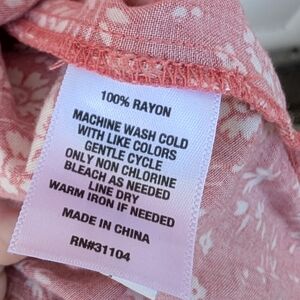 100% RAYON
MACHINE WASH COLD
WITH LIKE COLORS
GENTLE CYCLE
ONLY NON CHLORINE
BLEACH AS NEEDED
LINE DRY
WARM IRON IF NEEDED
MADE IN CHINA
RN#31104